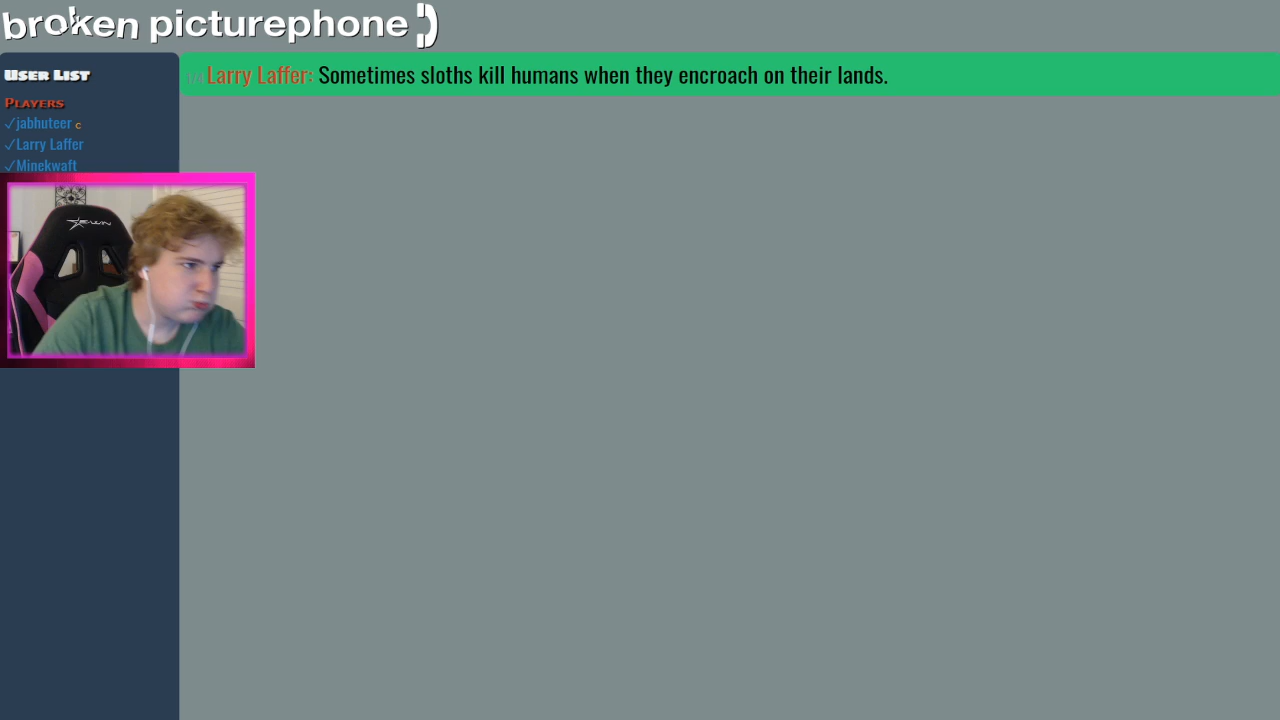 broken picturephone
User List
Players
✓jabhuteer c
✓Larry Laffer
✓Minekwaft
Larry Laffer: Sometimes sloths kill humans when they encroach on their lands.
EWIN